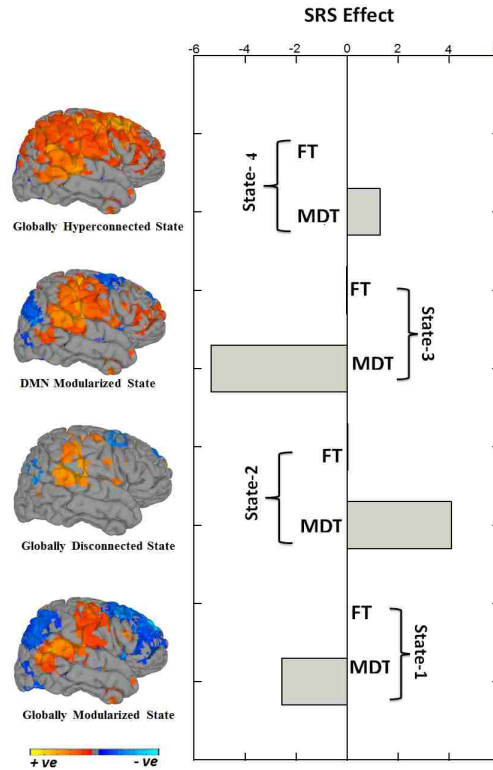 SRS Effect
-6 -4 -2 0 2 4
State- 4
FT
MDT
Globally Hyperconnected State
FT
MDT
State-3
DMN Modularized State
State-2
FT
MDT
Globally Disconnected State
FT
MDT
State-1
Globally Modularized State
+ve -ve